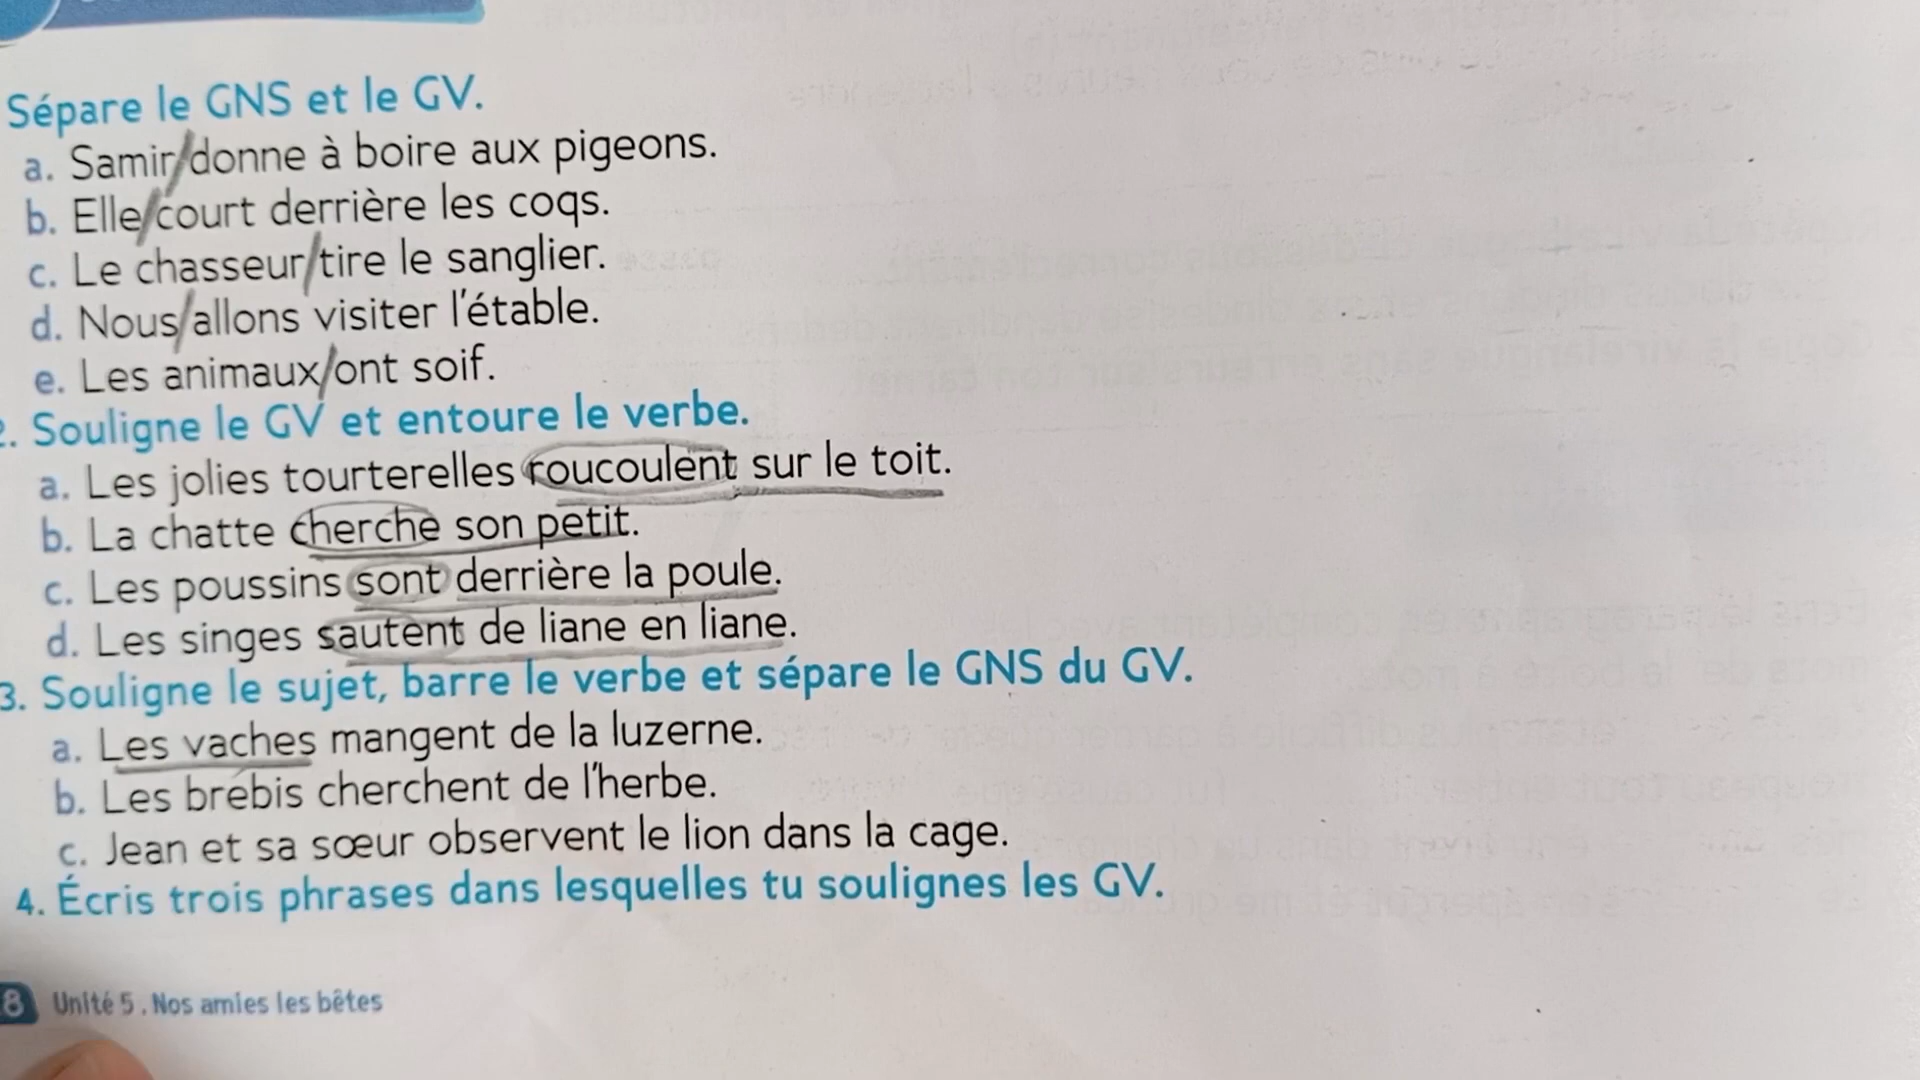 Sépare le GNS et le GV.
a. Samir/donne à boire aux pigeons.
b. Elle/court derrière les coqs.
c. Le chasseur/tire le sanglier.
d. Nous/allons visiter l'étable.
e. Les animaux/ont soif.
2. Souligne le GV et entoure le verbe.
a. Les jolies tourterelles roucoulent sur le toit.
b. La chatte cherche son petit.
c. Les poussins sont derrière la poule.
d. Les singes sautent de liane en liane.
3. Souligne le sujet, barre le verbe et sépare le GNS du GV.
a. Les vaches mangent de la luzerne.
b. Les brebis cherchent de l'herbe.
c. Jean et sa sœur observent le lion dans la cage.
4. Écris trois phrases dans lesquelles tu soulignes les GV.
8 Unité 5 . Nos amies les bêtes